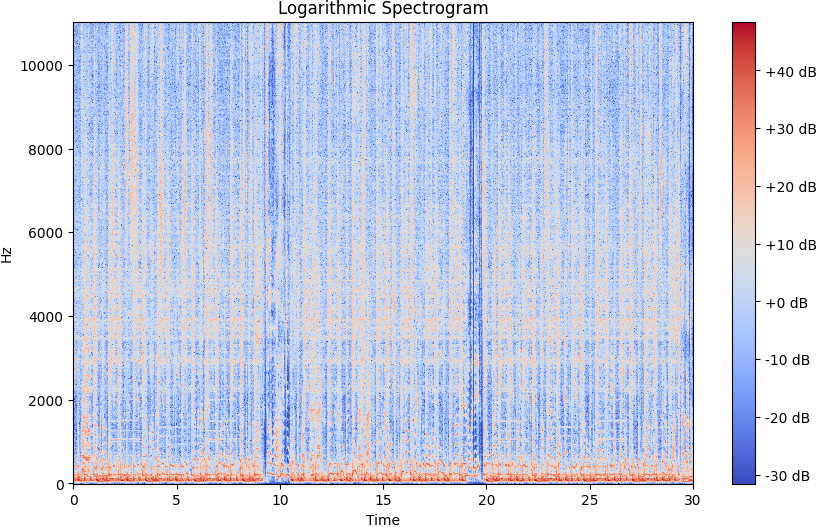 Logarithmic Spectrogram
Hz
10000
8000
6000
4000
2000
0
0 5 10 15 20 25 30
Time
+40 dB
+30 dB
+20 dB
+10 dB
+0 dB
-10 dB
-20 dB
-30 dB